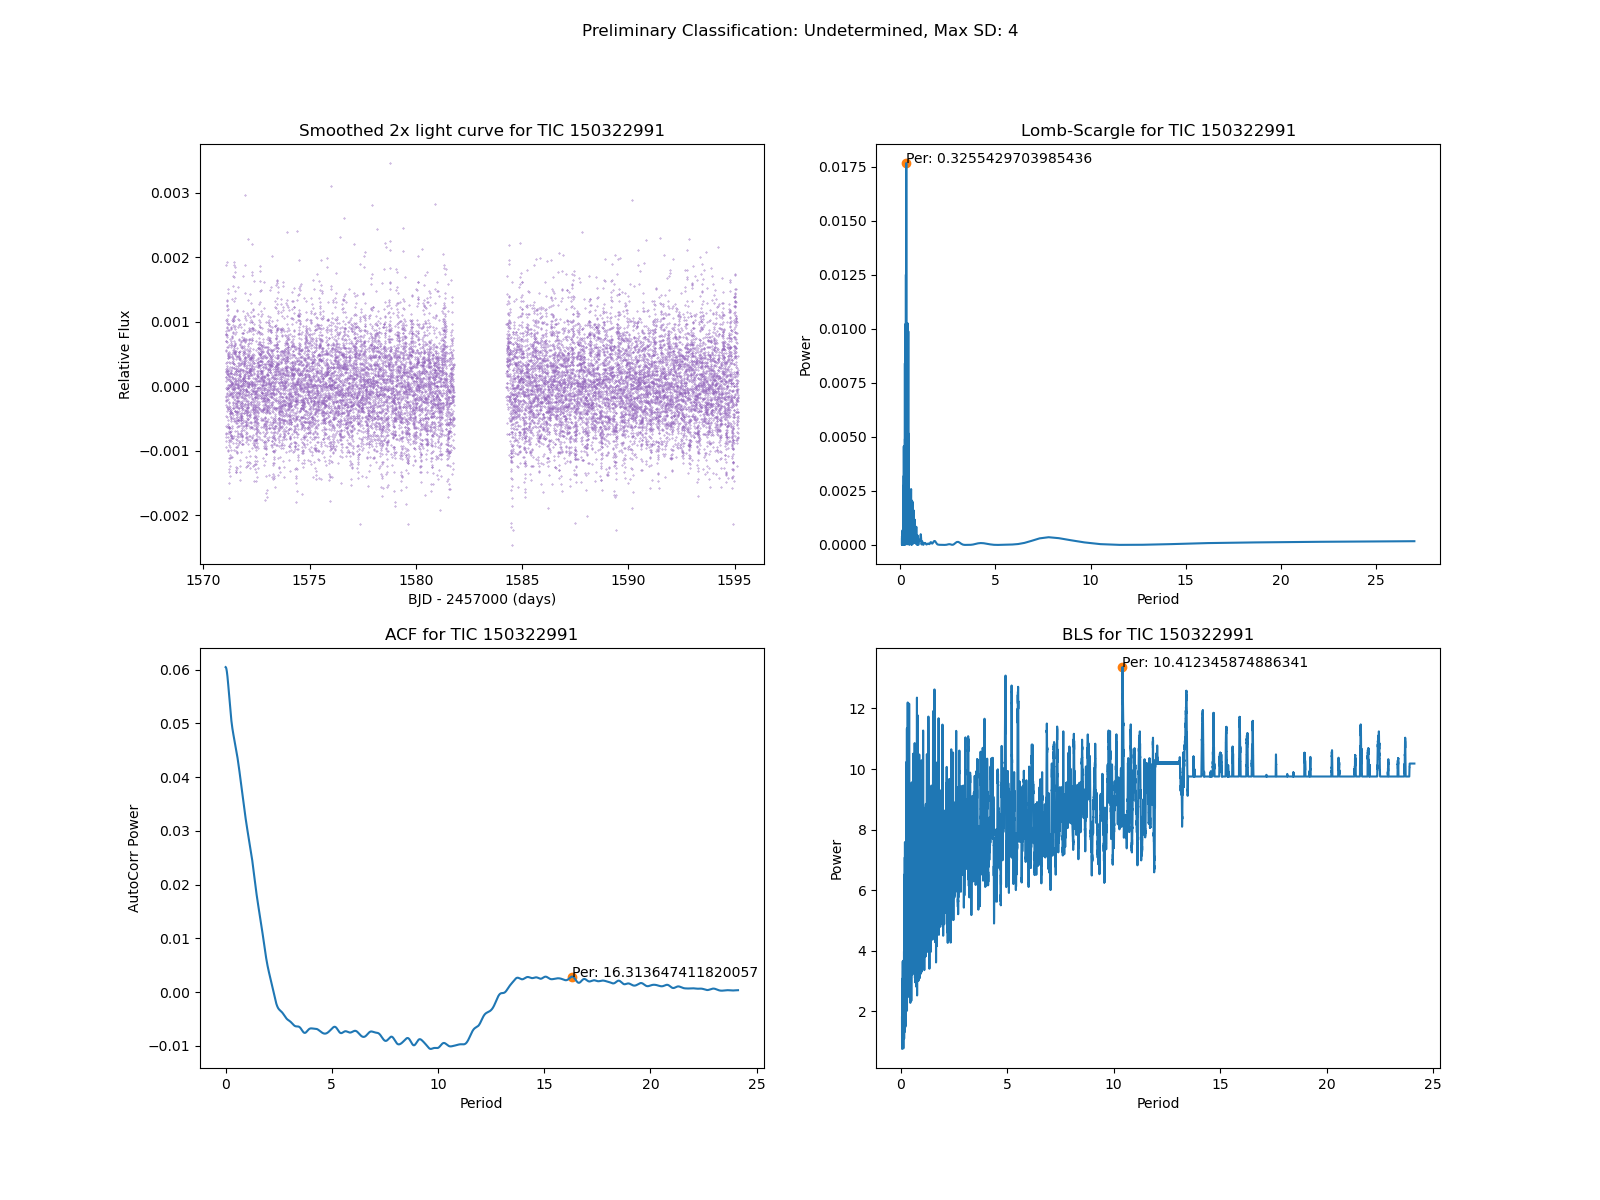 Preliminary Classification: Undetermined, Max SD: 4
Smoothed 2x light curve for TIC 150322991
0.003
0.002
0.001
0.000
−0.001
−0.002
Relative Flux
1570 1575 1580 1585 1590 1595
BJD - 2457000 (days)
Lomb-Scargle for TIC 150322991
Per: 0.3255429703985436
0.0175
0.0150
0.0125
0.0100
0.0075
0.0050
0.0025
0.0000
Power
0 5 10 15 20 25
Period
ACF for TIC 150322991
0.06
0.05
0.04
0.03
0.02
0.01
0.00
−0.01
AutoCorr Power
Per: 16.313647411820057
0 5 10 15 20 25
Period
BLS for TIC 150322991
Per: 10.412345874886341
12
10
8
6
4
2
Power
0 5 10 15 20 25
Period